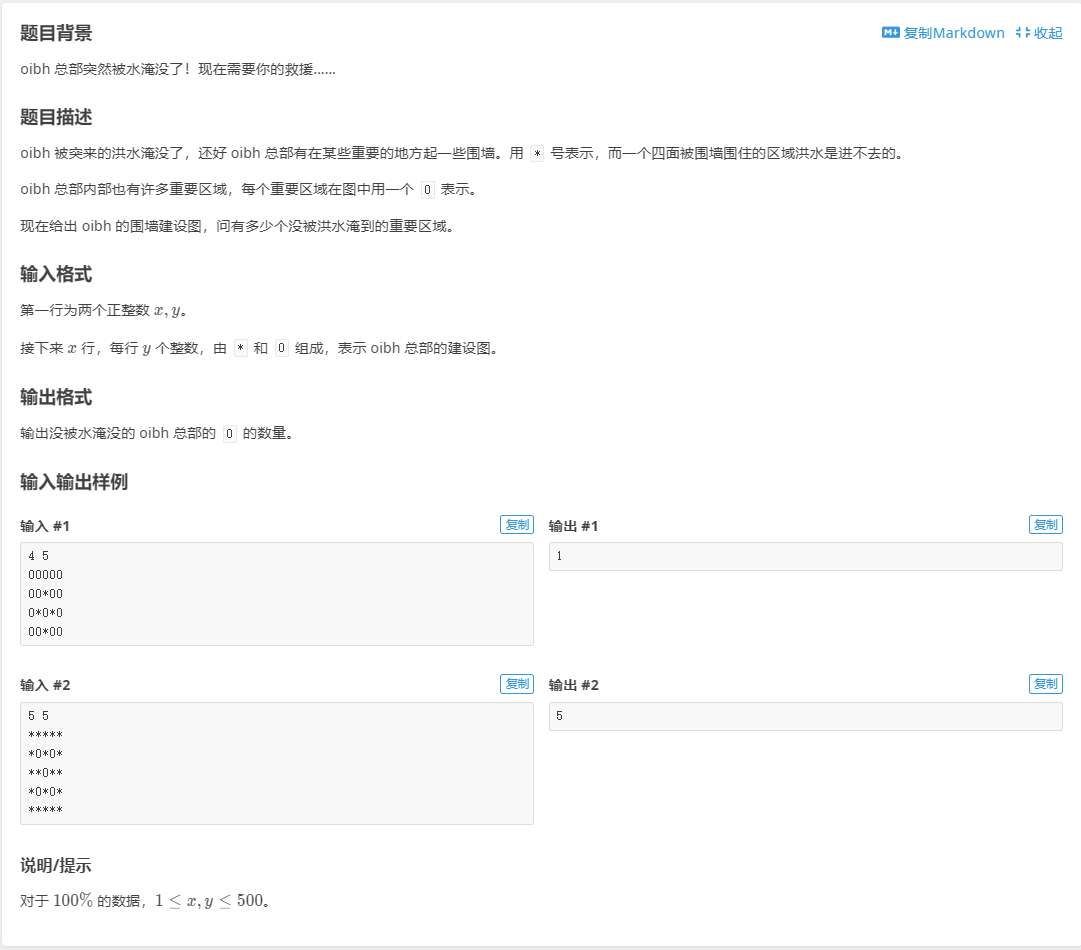 题目背景
复制Markdown 收起
oibh 总部突然被水淹没了！现在需要你的救援……
题目描述
oibh 被突来的洪水淹没了，还好 oibh 总部有在某些重要的地方起一些围墙。用 * 号表示，而一个四面被围墙围住的区域洪水是进不去的。
oibh 总部内部也有许多重要区域，每个重要区域在图中用一个 0 表示。
现在给出 oibh 的围墙建设图，问有多少个没被洪水淹到的重要区域。
输入格式
第一行为两个正整数 x, y。
接下来 x 行，每行 y 个整数，由 * 和 0 组成，表示 oibh 总部的建设图。
输出格式
输出没被水淹没的 oibh 总部的 0 的数量。
输入输出样例
输入 #1
复制
4 5
00000
00*00
0*0*0
00*00
输出 #1
复制
1
输入 #2
复制
5 5
*****
*0*0*
**0**
*0*0*
*****
输出 #2
复制
5
说明/提示
对于 100% 的数据，1 ≤ x, y ≤ 500。